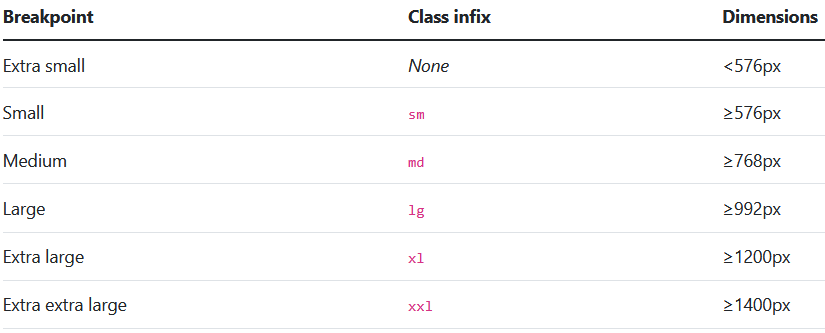 Breakpoint Class infix Dimensions
Extra small None <576px
Small sm ≥576px
Medium md ≥768px
Large lg ≥992px
Extra large xl ≥1200px
Extra extra large xxl ≥1400px